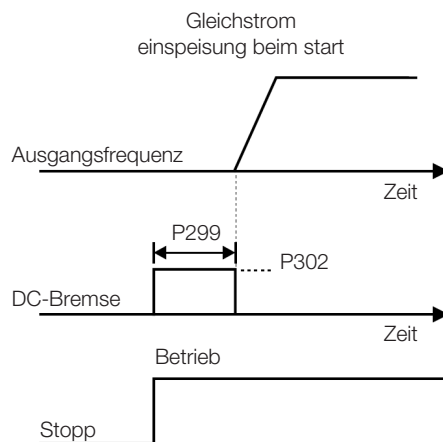 Gleichstrom
einspeisung beim start
Ausgangsfrequenz
Zeit
P299
P302
DC-Bremse
Zeit
Betrieb
Stopp